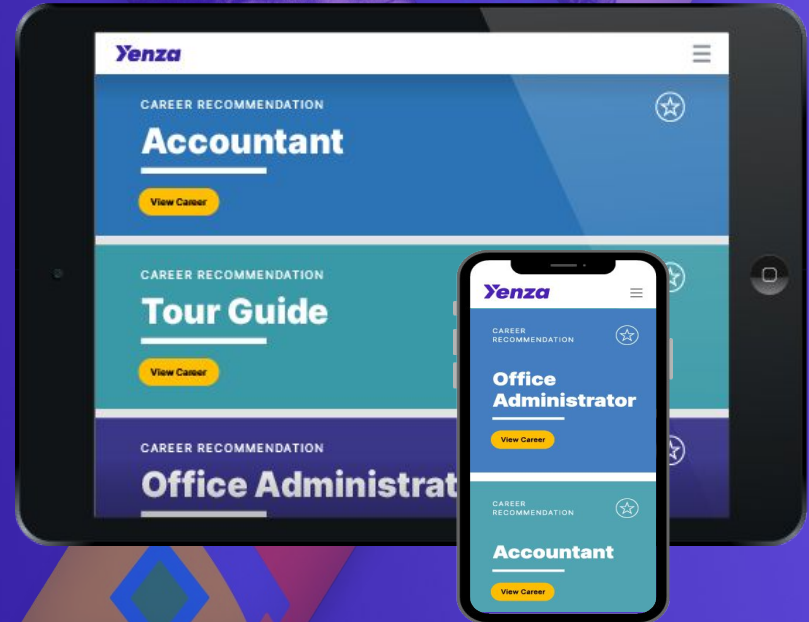 Yenza
CAREER RECOMMENDATION
Accountant
View Career
CAREER RECOMMENDATION
Tour Guide
View Career
CAREER RECOMMENDATION
Office Administrat
Yenza
CAREER
RECOMMENDATION
Office
Administrator
View Career
CAREER
RECOMMENDATION
Accountant
View Career